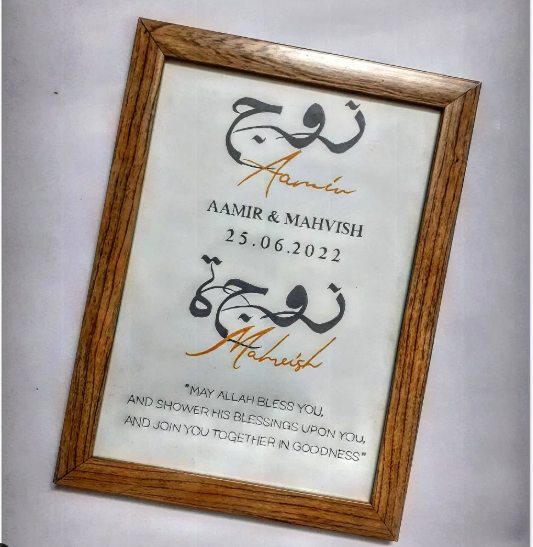 زوج
Aamir
AAMIR & MAHVISH
25.06.2022
زوجة
Mahvish
"MAY ALLAH BLESS YOU,
AND SHOWER HIS BLESSINGS UPON YOU,
AND JOIN YOU TOGETHER IN GOODNESS"